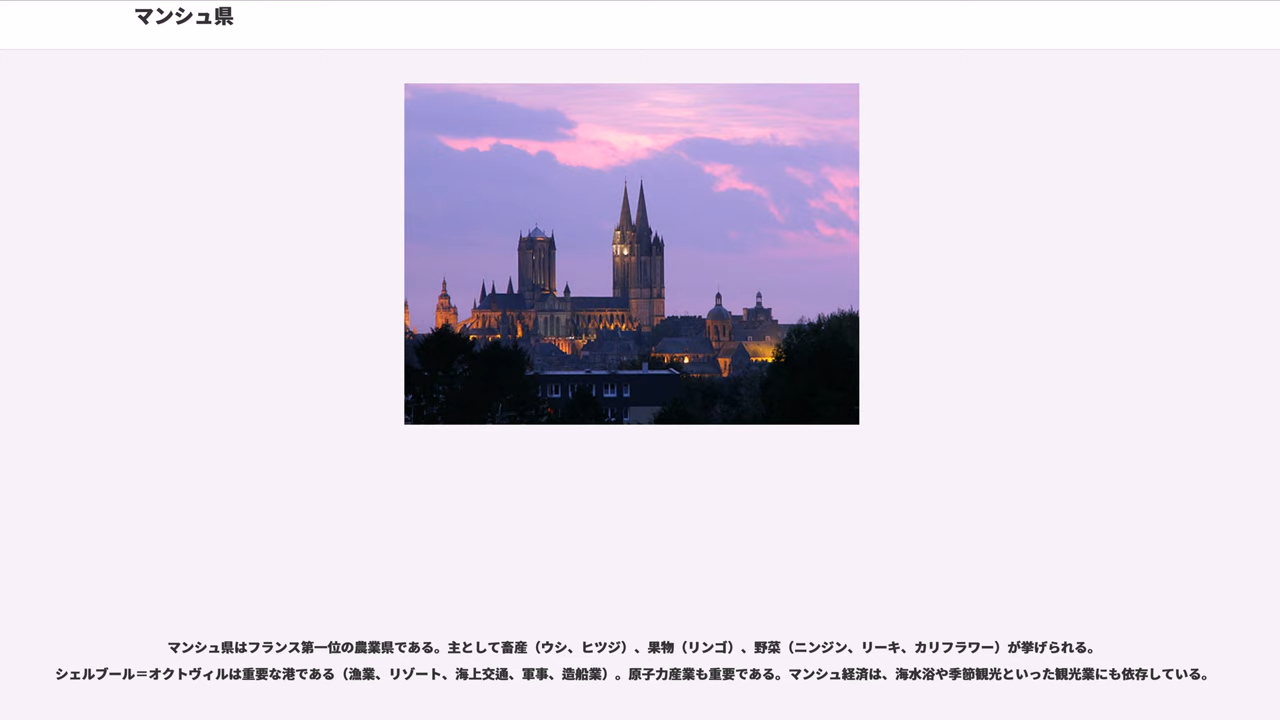 マンシュ県
マンシュ県はフランス第一位の農業県である。主として畜産（ウシ、ヒツジ）、果物（リンゴ）、野菜（ニンジン、リーキ、カリフラワー）が挙げられる。
シェルブール＝オクトヴィルは重要な港である（漁業、リゾート、海上交通、軍事、造船業）。原子力産業も重要である。マンシュ経済は、海水浴や季節観光といった観光業にも依存している。